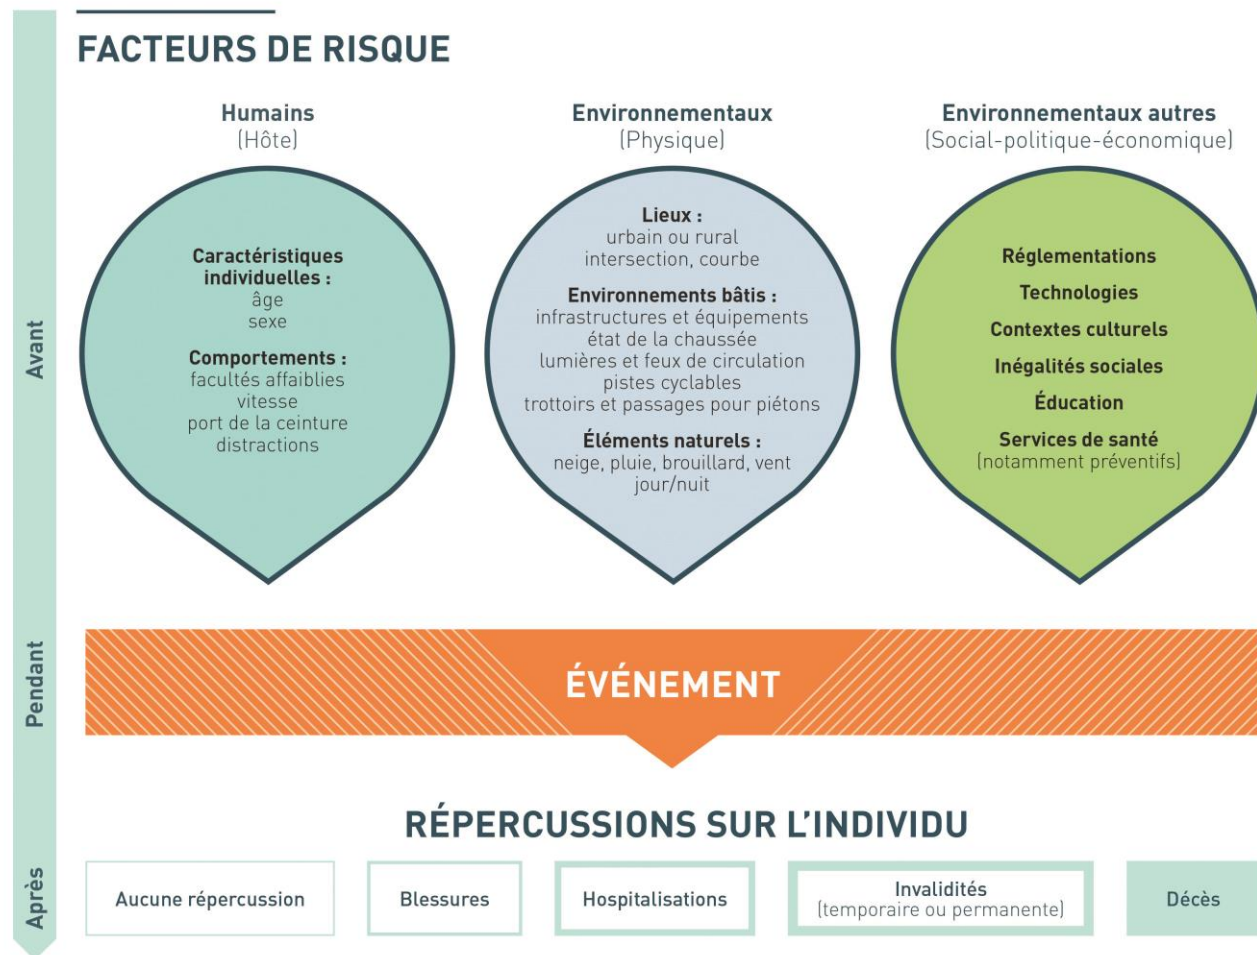 FACTEURS DE RISQUE
Humains
(Hôte)
Caractéristiques
individuelles :
âge
sexe
Comportements :
facultés affaiblies
vitesse
port de la ceinture
distractions
Environnementaux
(Physique)
Lieux :
urbain ou rural
intersection, courbe
Environnements bâtis :
infrastructures et équipements
état de la chaussée
lumières et feux de circulation
pistes cyclables
trottoirs et passages pour piétons
Éléments naturels :
neige, pluie, brouillard, vent
jour/nuit
Environnementaux autres
(Social-politique-économique)
Réglementations
Technologies
Contextes culturels
Inégalités sociales
Éducation
Services de santé
(notamment préventifs)
Avant
Pendant
ÉVÉNEMENT
RÉPERCUSSIONS SUR L'INDIVIDU
Après
Aucune répercussion
Blessures
Hospitalisations
Invalidités
(temporaire ou permanente)
Décès